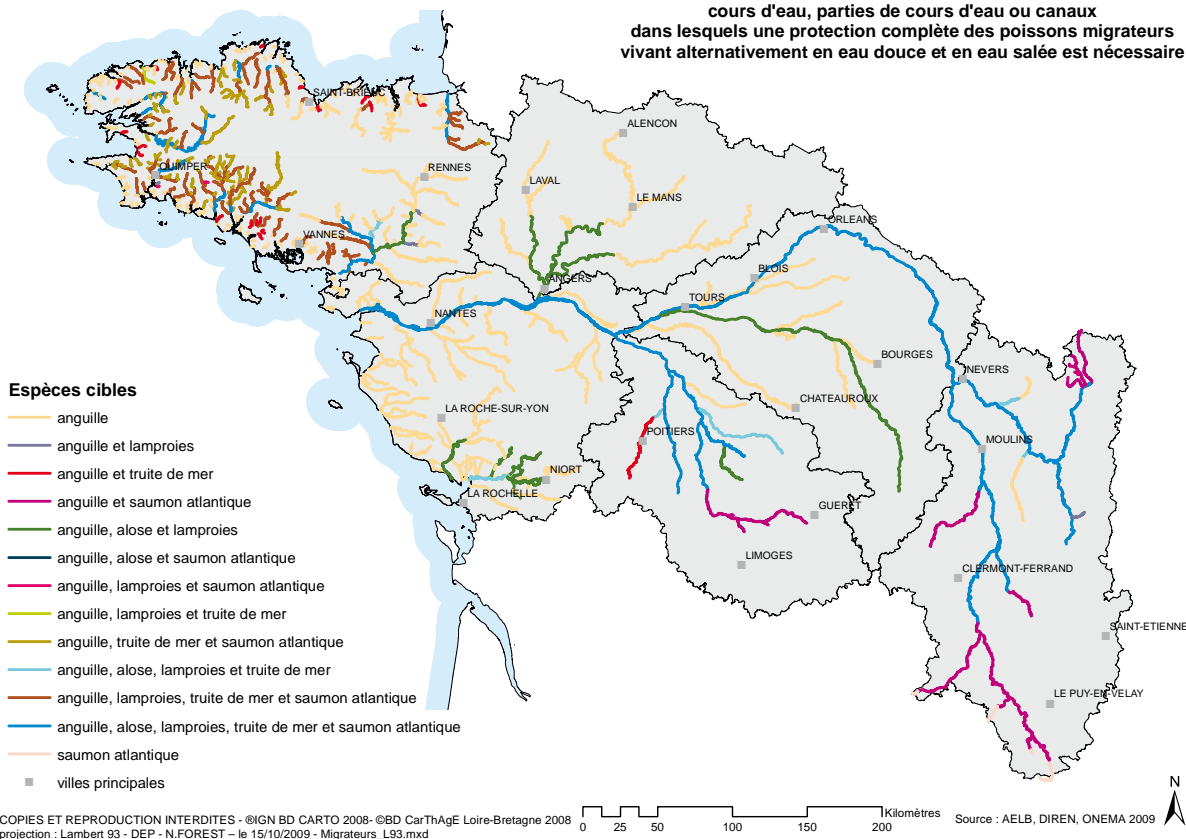 cours d'eau, parties de cours d'eau ou canaux
dans lesquels une protection complète des poissons migrateurs
vivant alternativement en eau douce et en eau salée est nécessaire
SAINT-BRIEUC
ALENCON
QUIMPER
RENNES
LAVAL
LE MANS
VANNES
ORLEANS
ANGERS
BLOIS
TOURS
NANTES
BOURGES
NEVERS
CHATEAUROUX
LA ROCHE-SUR-YON
POITIERS
MOULINS
NIORT
LA ROCHELLE
GUERET
LIMOGES
CLERMONT-FERRAND
SAINT-ETIENNE
LE PUY-EN-VELAY
Espèces cibles
anguille
anguille et lamproies
anguille et truite de mer
anguille et saumon atlantique
anguille, alose et lamproies
anguille, alose et saumon atlantique
anguille, lamproies et saumon atlantique
anguille, lamproies et truite de mer
anguille, truite de mer et saumon atlantique
anguille, alose, lamproies et truite de mer
anguille, lamproies, truite de mer et saumon atlantique
anguille, alose, lamproies, truite de mer et saumon atlantique
saumon atlantique
villes principales
COPIES ET REPRODUCTION INTERDITES - ®IGN BD CARTO 2008- ©BD CarThAgE Loire-Bretagne 2008
projection : Lambert 93 - DEP - N.FOREST – le 15/10/2009 - Migrateurs_L93.mxd
Kilomètres
0 25 50 100 150 200
Source : AELB, DIREN, ONEMA 2009
N